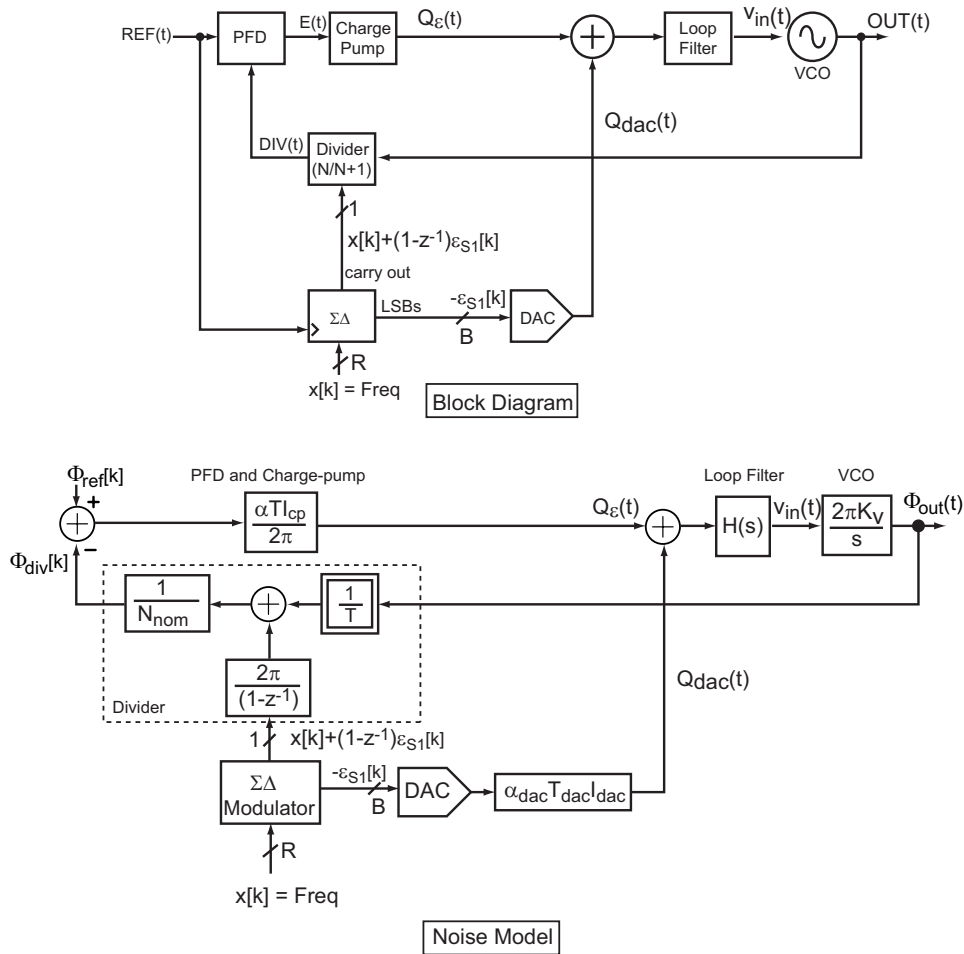 REF(t)
PFD
E(t)
Charge
Pump
Qε(t)
+
Loop
Filter
vin(t)
VCO
OUT(t)
DIV(t)
Divider
(N/N+1)
Qdac(t)
1
x[k]+(1-z⁻¹)εS1[k]
carry out
ΣΔ
LSBs
-εS1[k]
B
DAC
R
x[k] = Freq
Block Diagram
Φref[k]
+
+
−
PFD and Charge-pump
αTIcp
2π
Qε(t)
+
Loop Filter
H(s)
vin(t)
VCO
2πKv
s
Φout(t)
Φdiv[k]
1
Nnom
+
1
T
2π
(1-z⁻¹)
Divider
Qdac(t)
1
x[k]+(1-z⁻¹)εS1[k]
ΣΔ
Modulator
-εS1[k]
B
DAC
αdacTdacIdac
R
x[k] = Freq
Noise Model